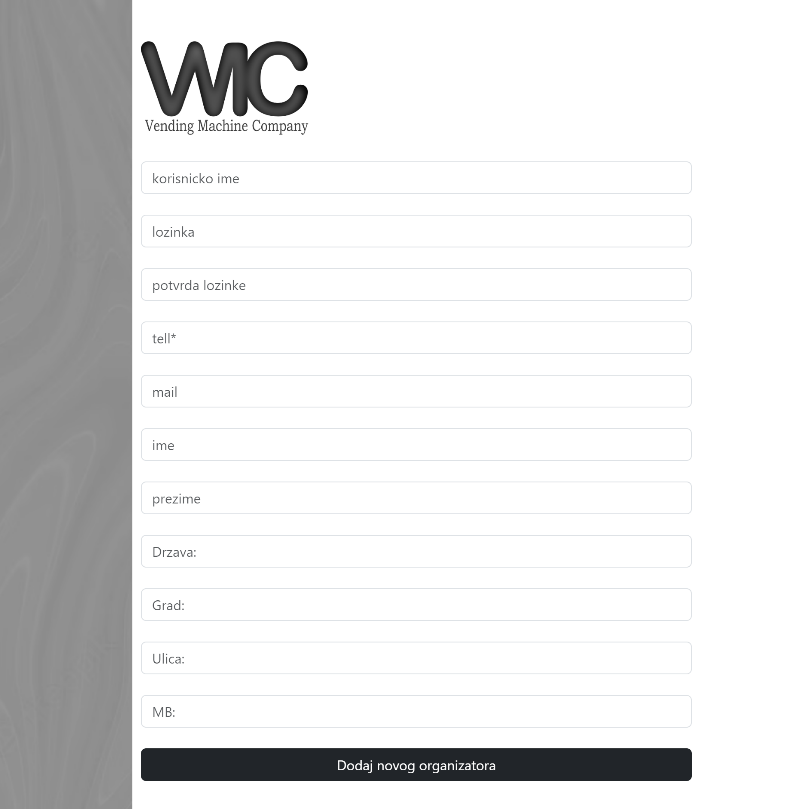 WIC
Vending Machine Company
korisnicko ime
lozinka
potvrda lozinke
tell*
mail
ime
prezime
Drzava:
Grad:
Ulica:
MB:
Dodaj novog organizatora